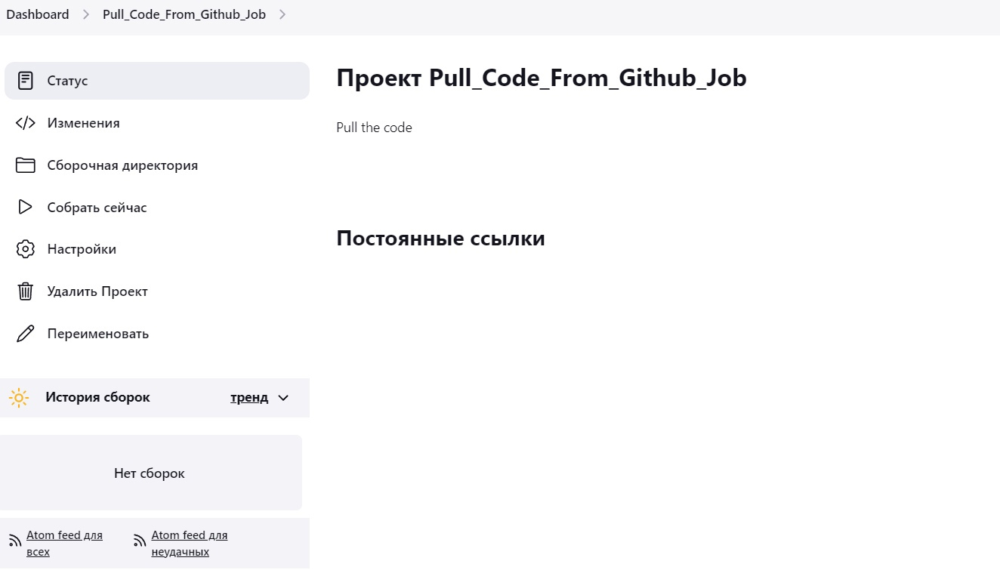 Dashboard > Pull_Code_From_Github_Job >
Статус
Изменения
Сборочная директория
Собрать сейчас
Настройки
Удалить Проект
Переименовать
История сборок тренд
Нет сборок
Atom feed для
всех
Atom feed для
неудачных
Проект Pull_Code_From_Github_Job
Pull the code
Постоянные ссылки